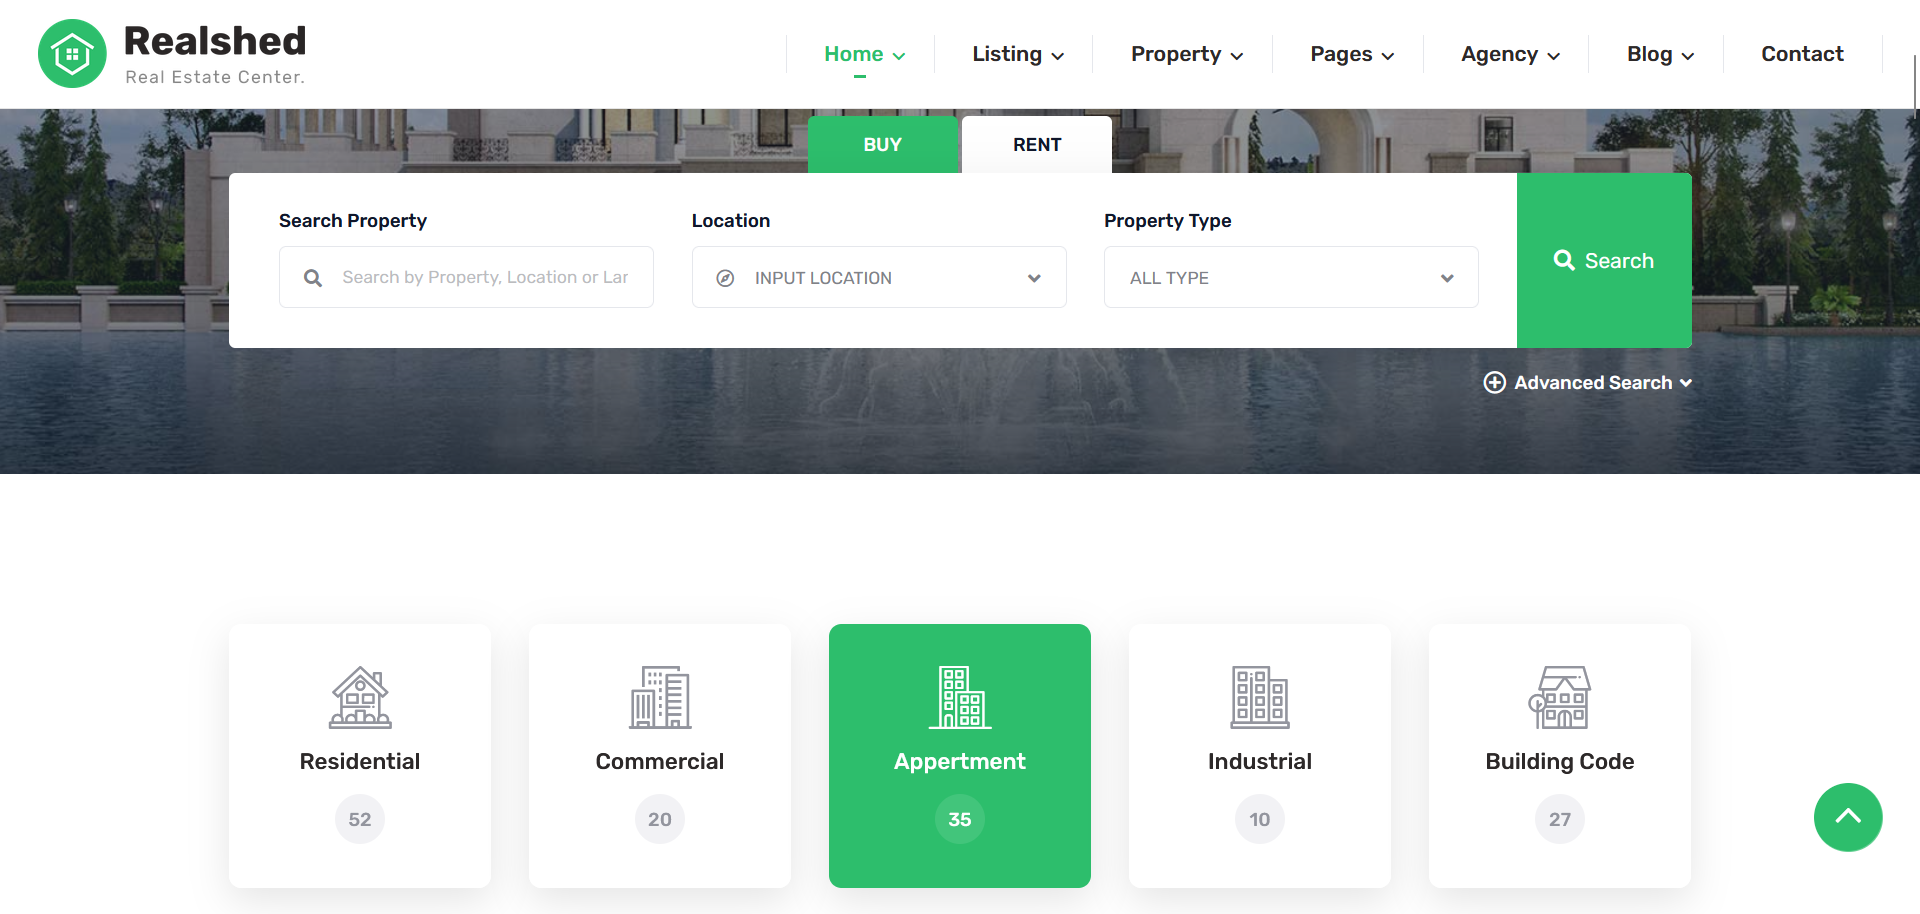 Realshed
Real Estate Center.
Home
Listing
Property
Pages
Agency
Blog
Contact
BUY
RENT
Search Property
Location
Property Type
Search by Property, Location or Lar
INPUT LOCATION
ALL TYPE
Search
Advanced Search
Residential
52
Commercial
20
Appertment
35
Industrial
10
Building Code
27